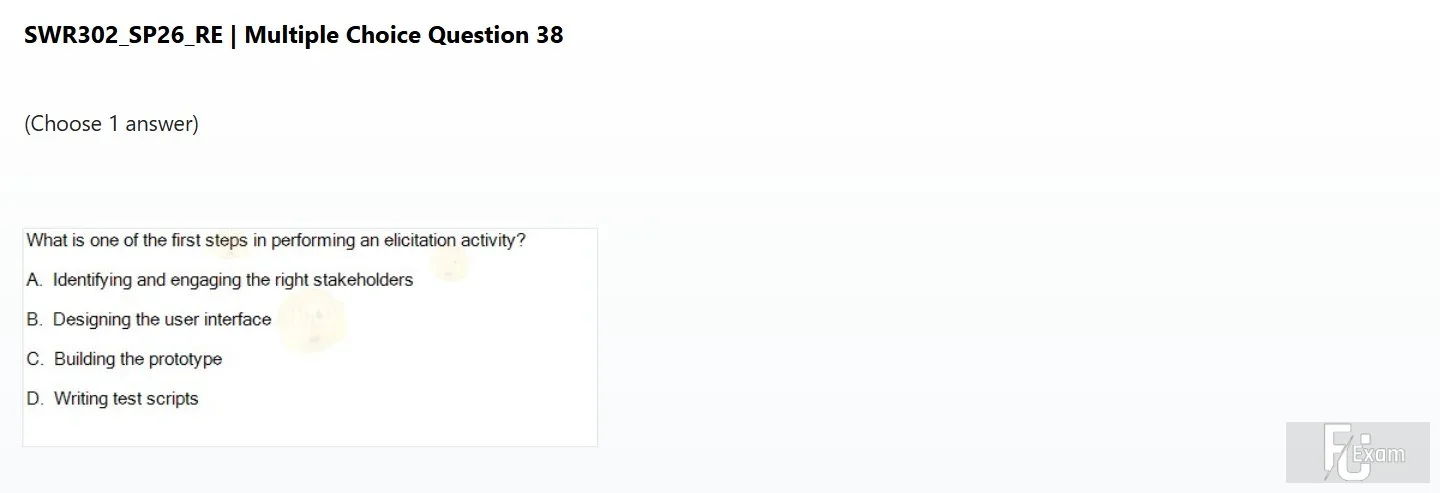 SWR302_SP26_RE | Multiple Choice Question 38
(Choose 1 answer)
What is one of the first steps in performing an elicitation activity?
A. Identifying and engaging the right stakeholders
B. Designing the user interface
C. Building the prototype
D. Writing test scripts
FU Exam